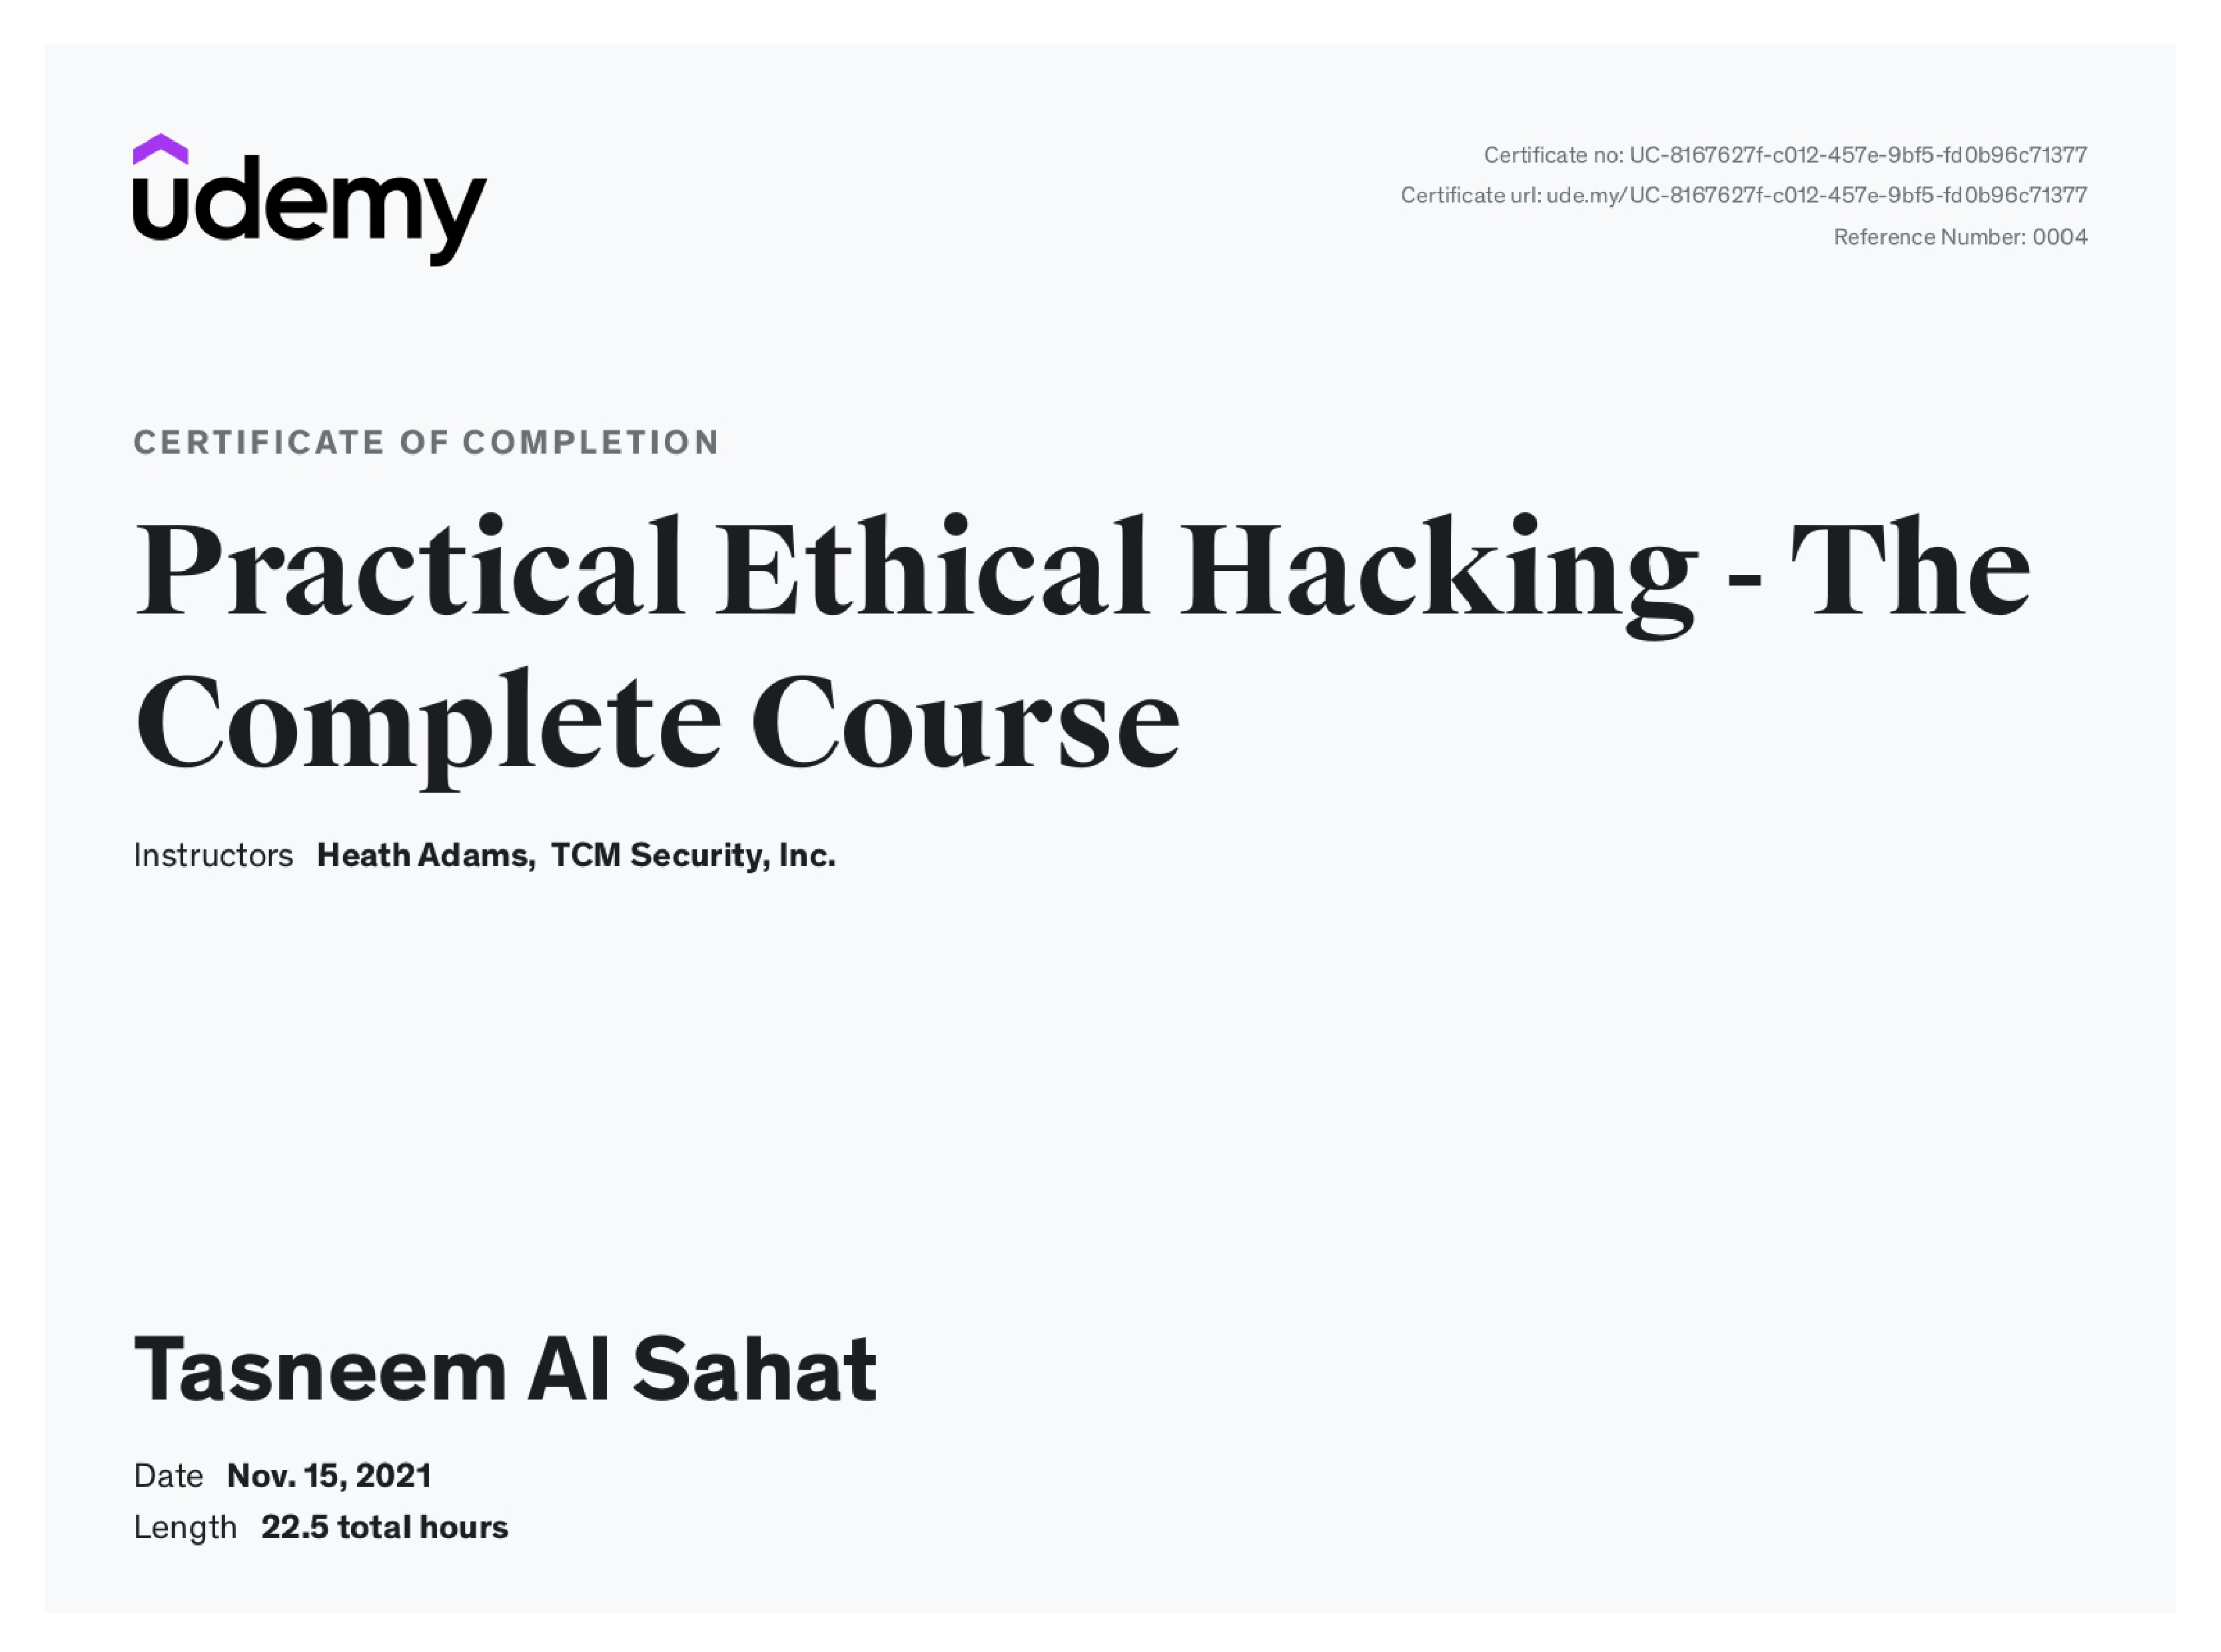 udemy
Certificate no: UC-8167627f-c012-457e-9bf5-fd0b96c71377
Certificate url: ude.my/UC-8167627f-c012-457e-9bf5-fd0b96c71377
Reference Number: 0004
CERTIFICATE OF COMPLETION
Practical Ethical Hacking - The
Complete Course
Instructors Heath Adams, TCM Security, Inc.
Tasneem Al Sahat
Date Nov. 15, 2021
Length 22.5 total hours